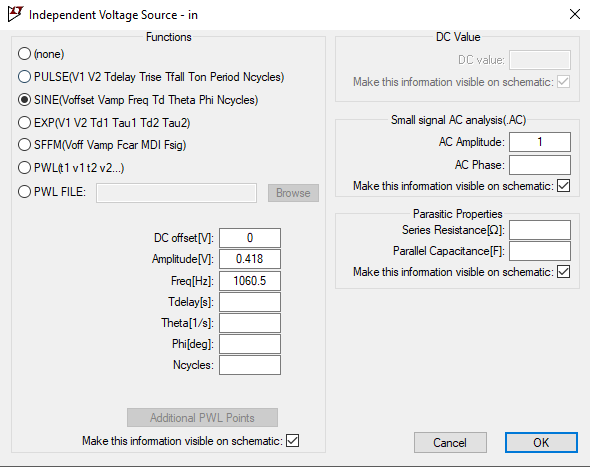 Independent Voltage Source - in
Functions
(none)
PULSE(V1 V2 Tdelay Trise Tfall Ton Period Ncycles)
SINE(Voffset Vamp Freq Td Theta Phi Ncycles)
EXP(V1 V2 Td1 Tau1 Td2 Tau2)
SFFM(Voff Vamp Fcar MDI Fsig)
PWL(t1 v1 t2 v2...)
PWL FILE:
Browse
DC offset[V]: 0
Amplitude[V]: 0.418
Freq[Hz]: 1060.5
Tdelay[s]:
Theta[1/s]:
Phi[deg]:
Ncycles:
Additional PWL Points
Make this information visible on schematic:
DC Value
DC value:
Make this information visible on schematic:
Small signal AC analysis(.AC)
AC Amplitude: 1
AC Phase:
Make this information visible on schematic:
Parasitic Properties
Series Resistance[Ω]:
Parallel Capacitance[F]:
Make this information visible on schematic:
Cancel
OK